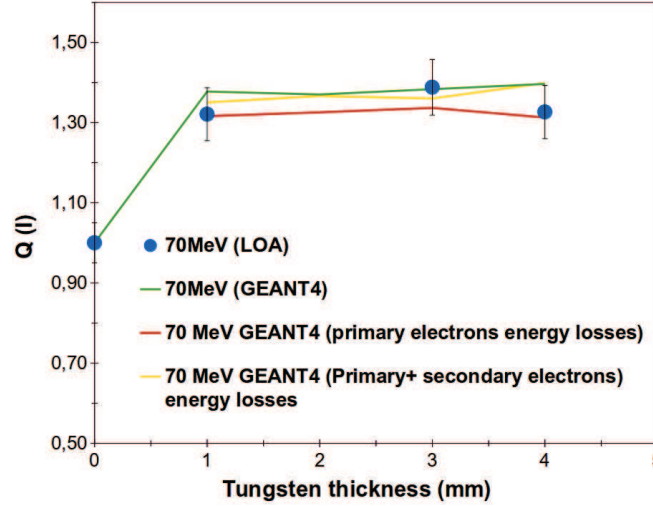 1,50
1,30
1,10
0,90
0,70
0,50
Q (I)
70MeV (LOA)
70MeV (GEANT4)
70 MeV GEANT4 (primary electrons energy losses)
70 MeV GEANT4 (Primary+ secondary electrons)
energy losses
0 1 2 3 4 5
Tungsten thickness (mm)